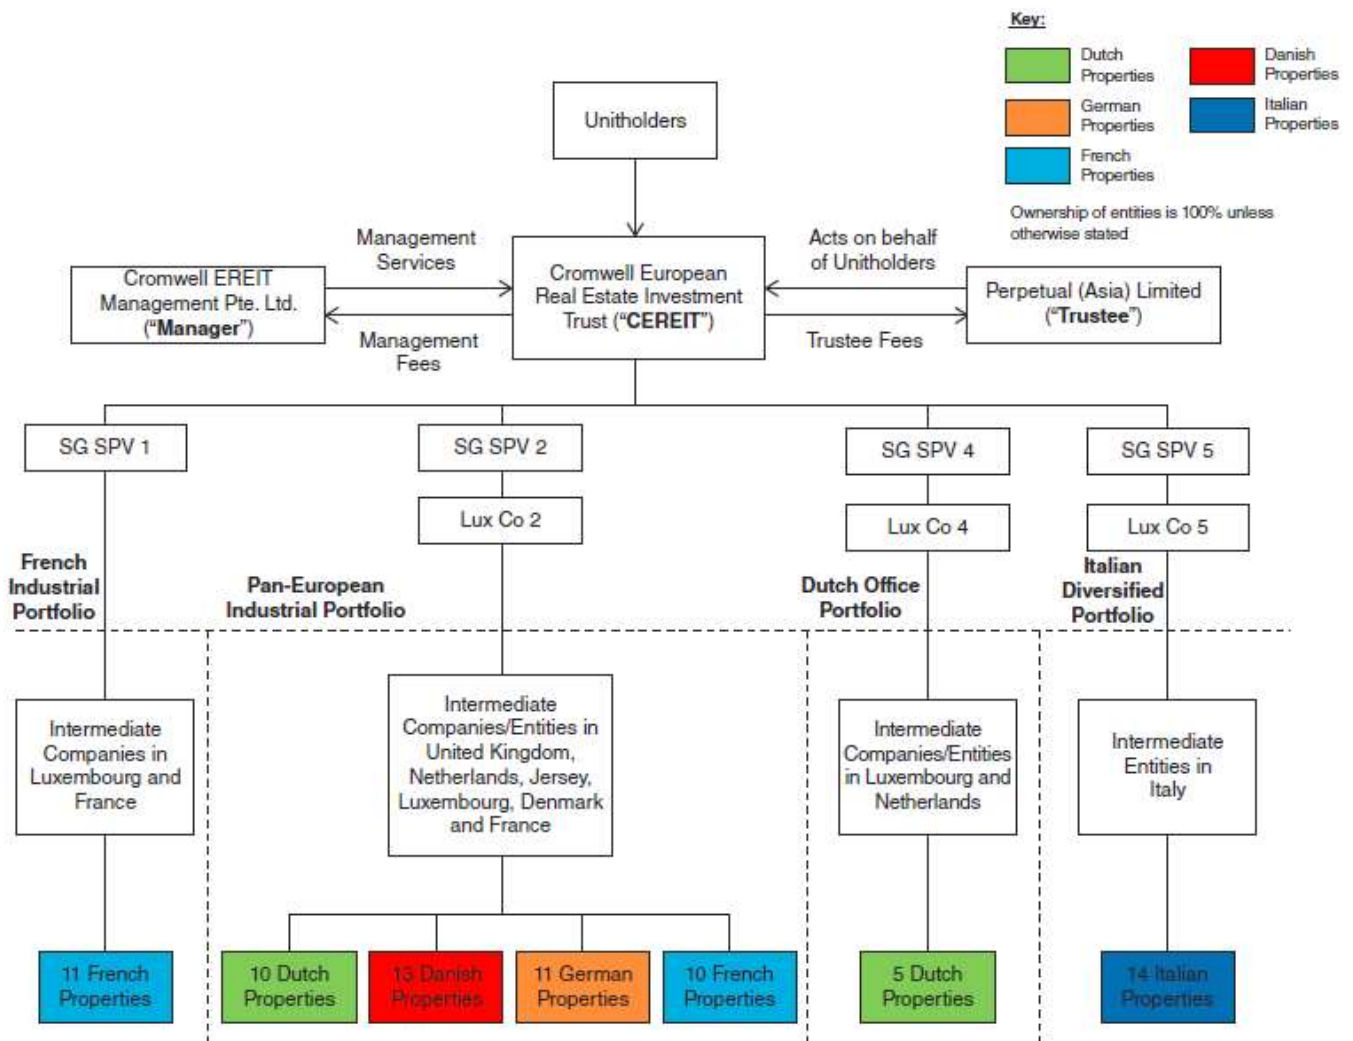 Key:
Dutch
Properties
Danish
Properties
German
Properties
Italian
Properties
French
Properties
Ownership of entities is 100% unless
otherwise stated
Unitholders
Management
Services
Acts on behalf
of Unitholders
Cromwell EREIT
Management Pte. Ltd.
(“Manager”)
Cromwell European
Real Estate Investment
Trust (“CEREIT”)
Perpetual (Asia) Limited
(“Trustee”)
Management
Fees
Trustee Fees
SG SPV 1
SG SPV 2
SG SPV 4
SG SPV 5
Lux Co 2
Lux Co 4
Lux Co 5
French
Industrial
Portfolio
Pan-European
Industrial Portfolio
Dutch Office
Portfolio
Italian
Diversified
Portfolio
Intermediate
Companies in
Luxembourg and
France
Intermediate
Companies/Entities in
United Kingdom,
Netherlands, Jersey,
Luxembourg, Denmark
and France
Intermediate
Companies/Entities
in Luxembourg and
Netherlands
Intermediate
Entities in
Italy
11 French
Properties
10 Dutch
Properties
13 Danish
Properties
11 German
Properties
10 French
Properties
5 Dutch
Properties
14 Italian
Properties